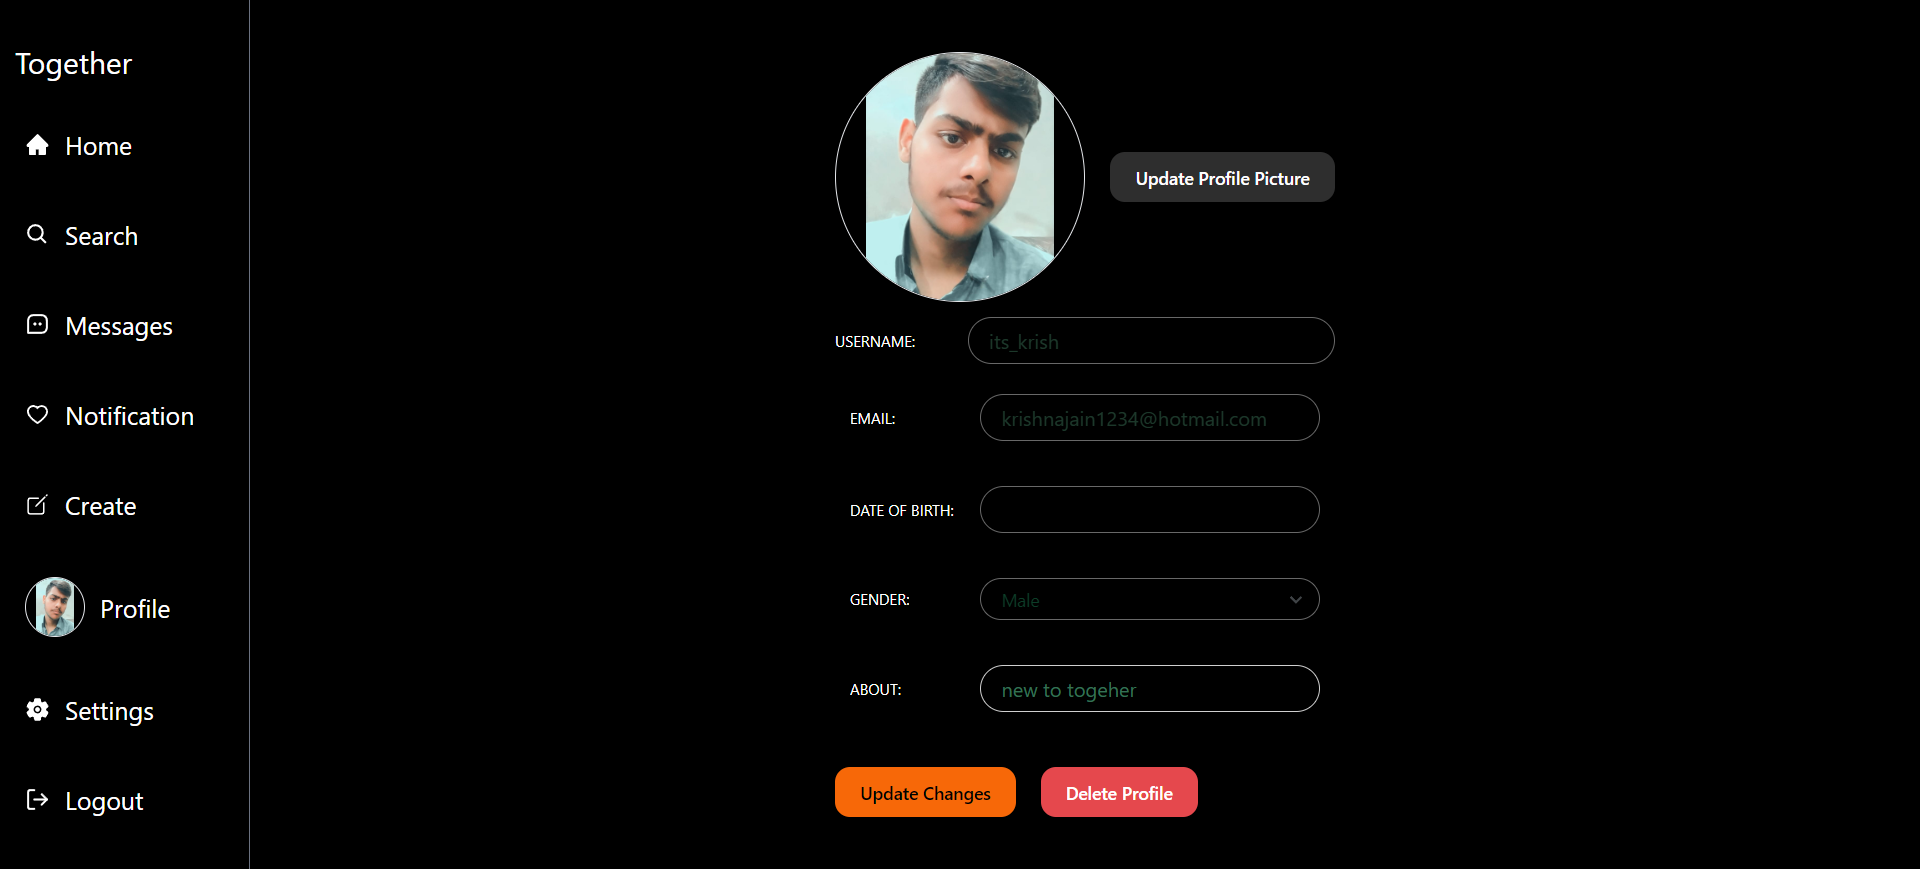 Together
Home
Search
Messages
Notification
Create
Profile
Settings
Logout
Update Profile Picture
USERNAME: its_krish
EMAIL: krishnajain1234@hotmail.com
DATE OF BIRTH:
GENDER: Male
ABOUT: new to togeher
Update Changes Delete Profile